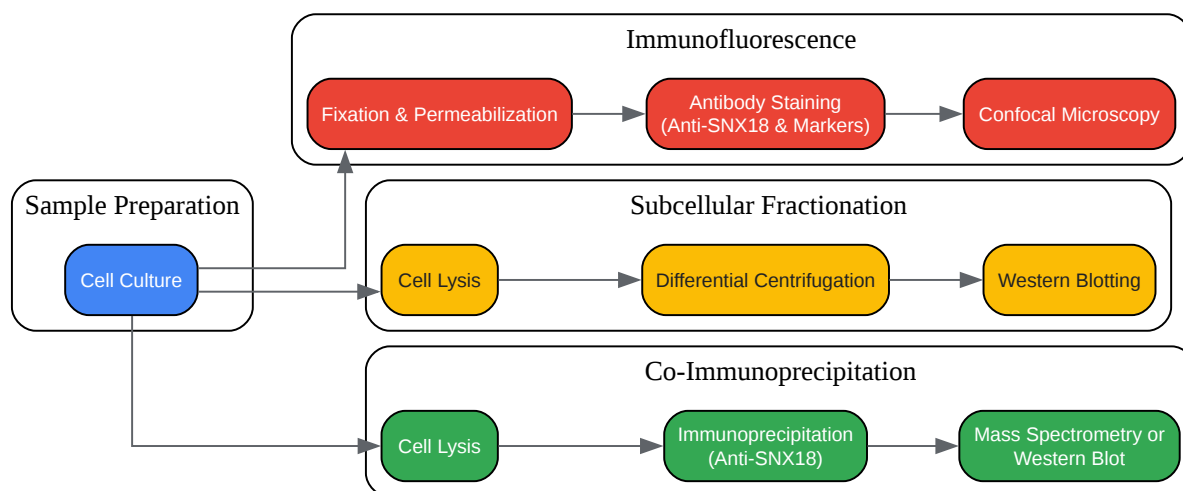 Immunofluorescence
Fixation & Permeabilization
Antibody Staining
(Anti-SNX18 & Markers)
Confocal Microscopy
Sample Preparation
Cell Culture
Subcellular Fractionation
Cell Lysis
Differential Centrifugation
Western Blotting
Co-Immunoprecipitation
Cell Lysis
Immunoprecipitation
(Anti-SNX18)
Mass Spectrometry or
Western Blot